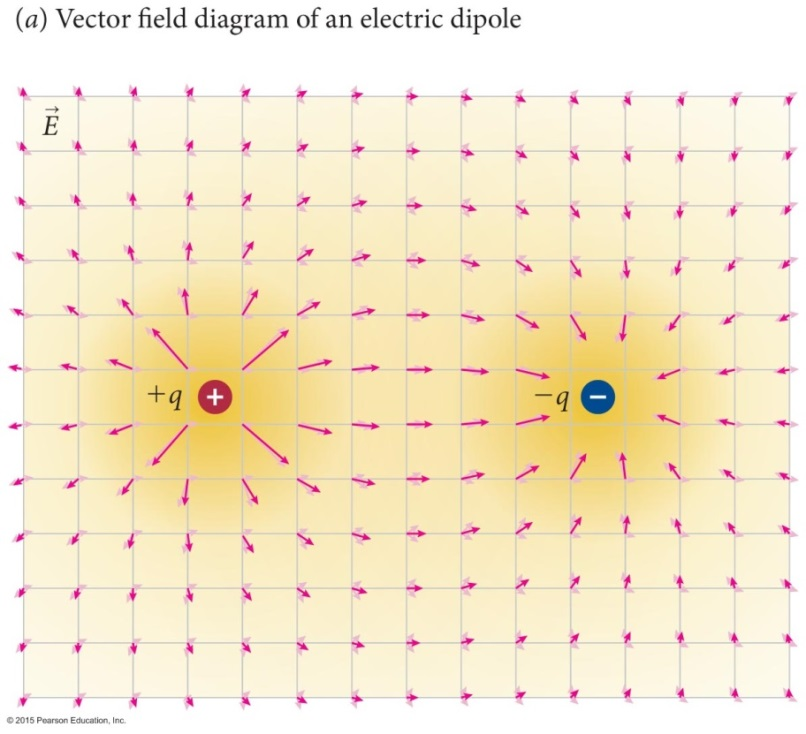 (a) Vector field diagram of an electric dipole
E⃗
+q
+
−q
−
© 2015 Pearson Education, Inc.